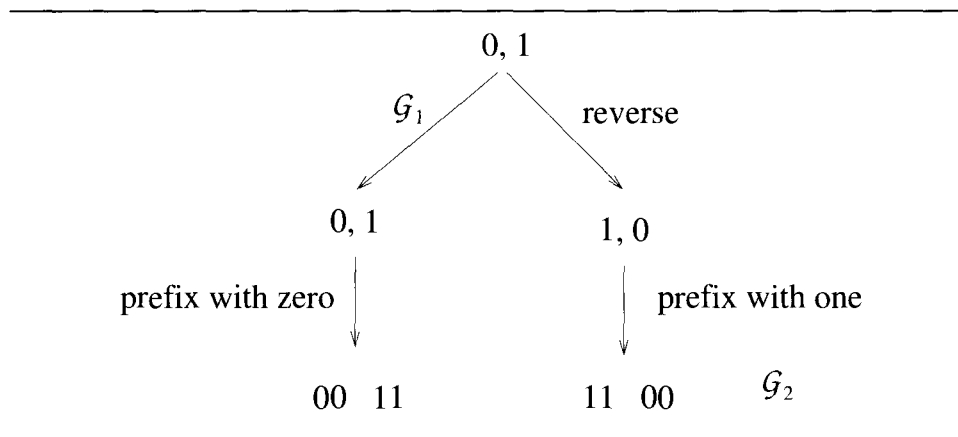 0, 1
𝒢₁ reverse
0, 1 1, 0
prefix with zero prefix with one
00 11 11 00 𝒢₂